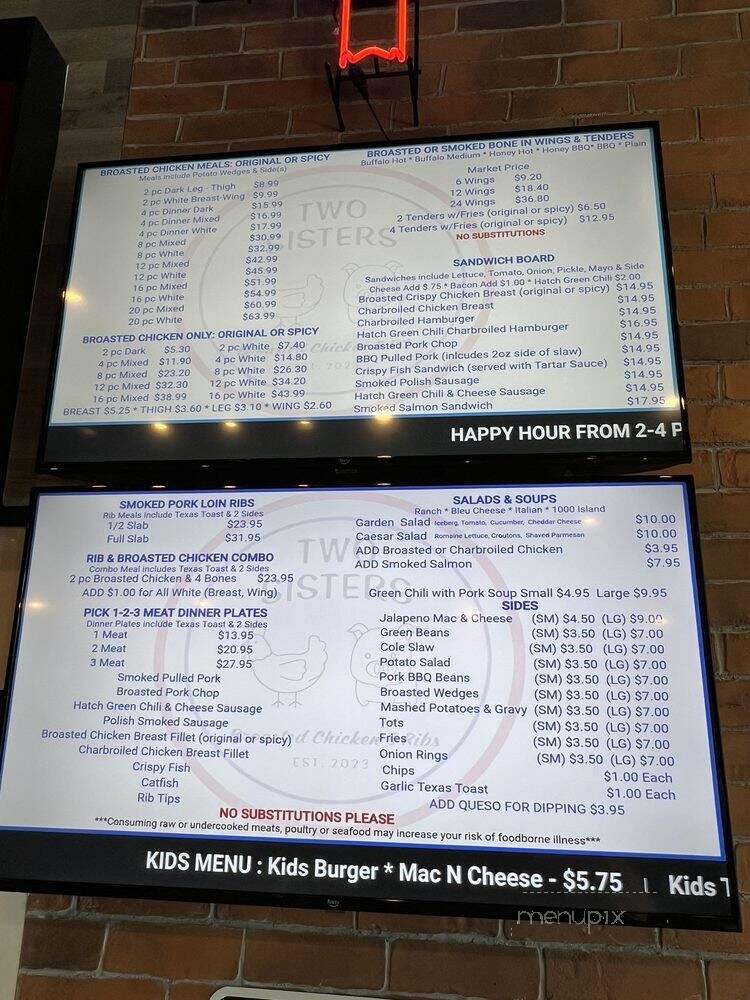 BROASTED CHICKEN MEALS: ORIGINAL OR SPICY
Meals include Potato Wedges & Side(s)
2 pc Dark Leg - Thigh $8.99
2 pc White Breast-Wing $9.99
4 pc Dinner Dark $15.99
4 pc Dinner Mixed $16.99
4 pc Dinner White $17.99
8 pc Mixed $30.99
8 pc White $32.99
12 pc Mixed $42.99
12 pc White $45.99
16 pc Mixed $51.99
16 pc White $54.99
20 pc Mixed $60.99
20 pc White $63.99
BROASTED CHICKEN ONLY: ORIGINAL OR SPICY
2 pc Dark $5.30 2 pc White $7.40
4 pc Mixed $11.90 4 pc White $14.80
8 pc Mixed $23.20 8 pc White $26.30
12 pc Mixed $32.30 12 pc White $34.20
16 pc Mixed $38.99 16 pc White $43.99
BREAST $5.25 * THIGH $3.60 * LEG $3.10 * WING $2.60
BROASTED OR SMOKED BONE IN WINGS & TENDERS
Buffalo Hot * Buffalo Medium * Honey Hot * Honey BBQ* BBQ * Plain
Market Price
6 Wings $9.20
12 Wings $18.40
24 Wings $36.80
2 Tenders w/Fries (original or spicy) $6.50
4 Tenders w/Fries (original or spicy) $12.95
NO SUBSTITUTIONS
SANDWICH BOARD
Sandwiches include Lettuce, Tomato, Onion, Pickle, Mayo & Side
Cheese Add $.75 * Bacon Add $1.00 * Hatch Green Chili $2.00
Broasted Crispy Chicken Breast (original or spicy) $14.95
Charbroiled Chicken Breast $14.95
Charbroiled Hamburger $14.95
Hatch Green Chili Charbroiled Hamburger $16.95
Broasted Pork Chop $14.95
BBQ Pulled Pork (inlcudes 2oz side of slaw) $14.95
Crispy Fish Sandwich (served with Tartar Sauce) $14.95
Smoked Polish Sausage $14.95
Hatch Green Chili & Cheese Sausage $14.95
Smoked Salmon Sandwich $17.95
TWO
SISTERS
HAPPY HOUR FROM 2-4 P
SMOKED PORK LOIN RIBS
Rib Meals Include Texas Toast & 2 Sides
1/2 Slab $23.95
Full Slab $31.95
RIB & BROASTED CHICKEN COMBO
Combo Meal includes Texas Toast & 2 Sides
2 pc Broasted Chicken & 4 Bones $23.95
ADD $1.00 for All White (Breast, Wing)
PICK 1-2-3 MEAT DINNER PLATES
Dinner Plates include Texas Toast & 2 Sides
1 Meat $13.95
2 Meat $20.95
3 Meat $27.95
Smoked Pulled Pork
Broasted Pork Chop
Hatch Green Chili & Cheese Sausage
Polish Smoked Sausage
Broasted Chicken Breast Fillet (original or spicy)
Charbroiled Chicken Breast Fillet
Crispy Fish
Catfish
Rib Tips
SALADS & SOUPS
Ranch * Bleu Cheese * Italian * 1000 Island
Garden Salad Iceberg, Tomato, Cucumber, Cheddar Cheese $10.00
Caesar Salad Romaine Lettuce, Croutons, Shaved Parmesan $10.00
ADD Broasted or Charbroiled Chicken $3.95
ADD Smoked Salmon $7.95
Green Chili with Pork Soup Small $4.95 Large $9.95
SIDES
Jalapeno Mac & Cheese (SM) $4.50 (LG) $9.00
Green Beans (SM) $3.50 (LG) $7.00
Cole Slaw (SM) $3.50 (LG) $7.00
Potato Salad (SM) $3.50 (LG) $7.00
Pork BBQ Beans (SM) $3.50 (LG) $7.00
Broasted Wedges (SM) $3.50 (LG) $7.00
Mashed Potatoes & Gravy (SM) $3.50 (LG) $7.00
Tots (SM) $3.50 (LG) $7.00
Fries (SM) $3.50 (LG) $7.00
Onion Rings (SM) $3.50 (LG) $7.00
Chips $1.00 Each
Garlic Texas Toast $1.00 Each
ADD QUESO FOR DIPPING $3.95
TWO
SISTERS
Chicken & Ribs
EST. 2023
NO SUBSTITUTIONS PLEASE
***Consuming raw or undercooked meats, poultry or seafood may increase your risk of foodborne illness***
KIDS MENU : Kids Burger * Mac N Cheese - $5.75 | Kids T
menupix